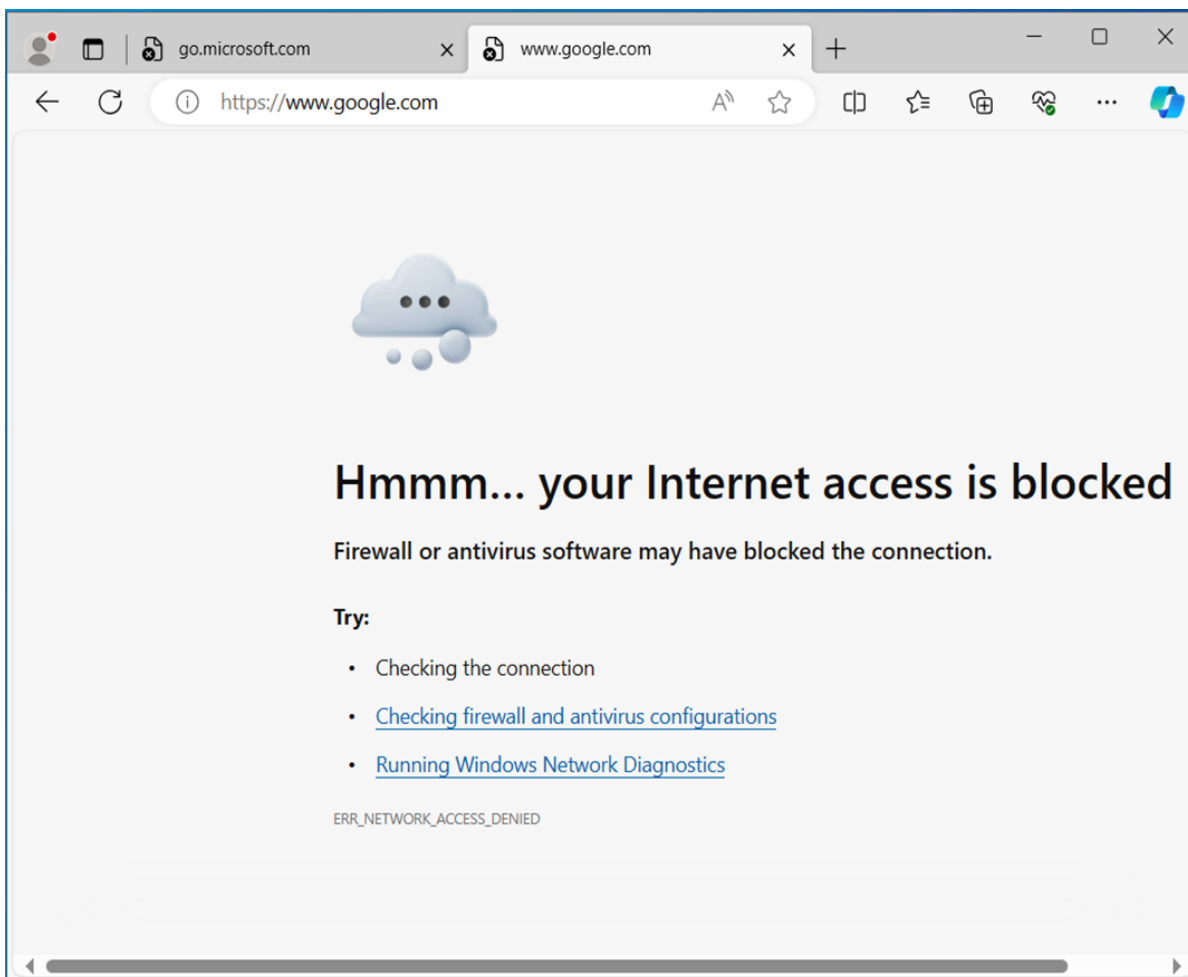 go.microsoft.com
www.google.com
https://www.google.com
Hmmm... your Internet access is blocked
Firewall or antivirus software may have blocked the connection.
Try:
• Checking the connection
• Checking firewall and antivirus configurations
• Running Windows Network Diagnostics
ERR_NETWORK_ACCESS_DENIED